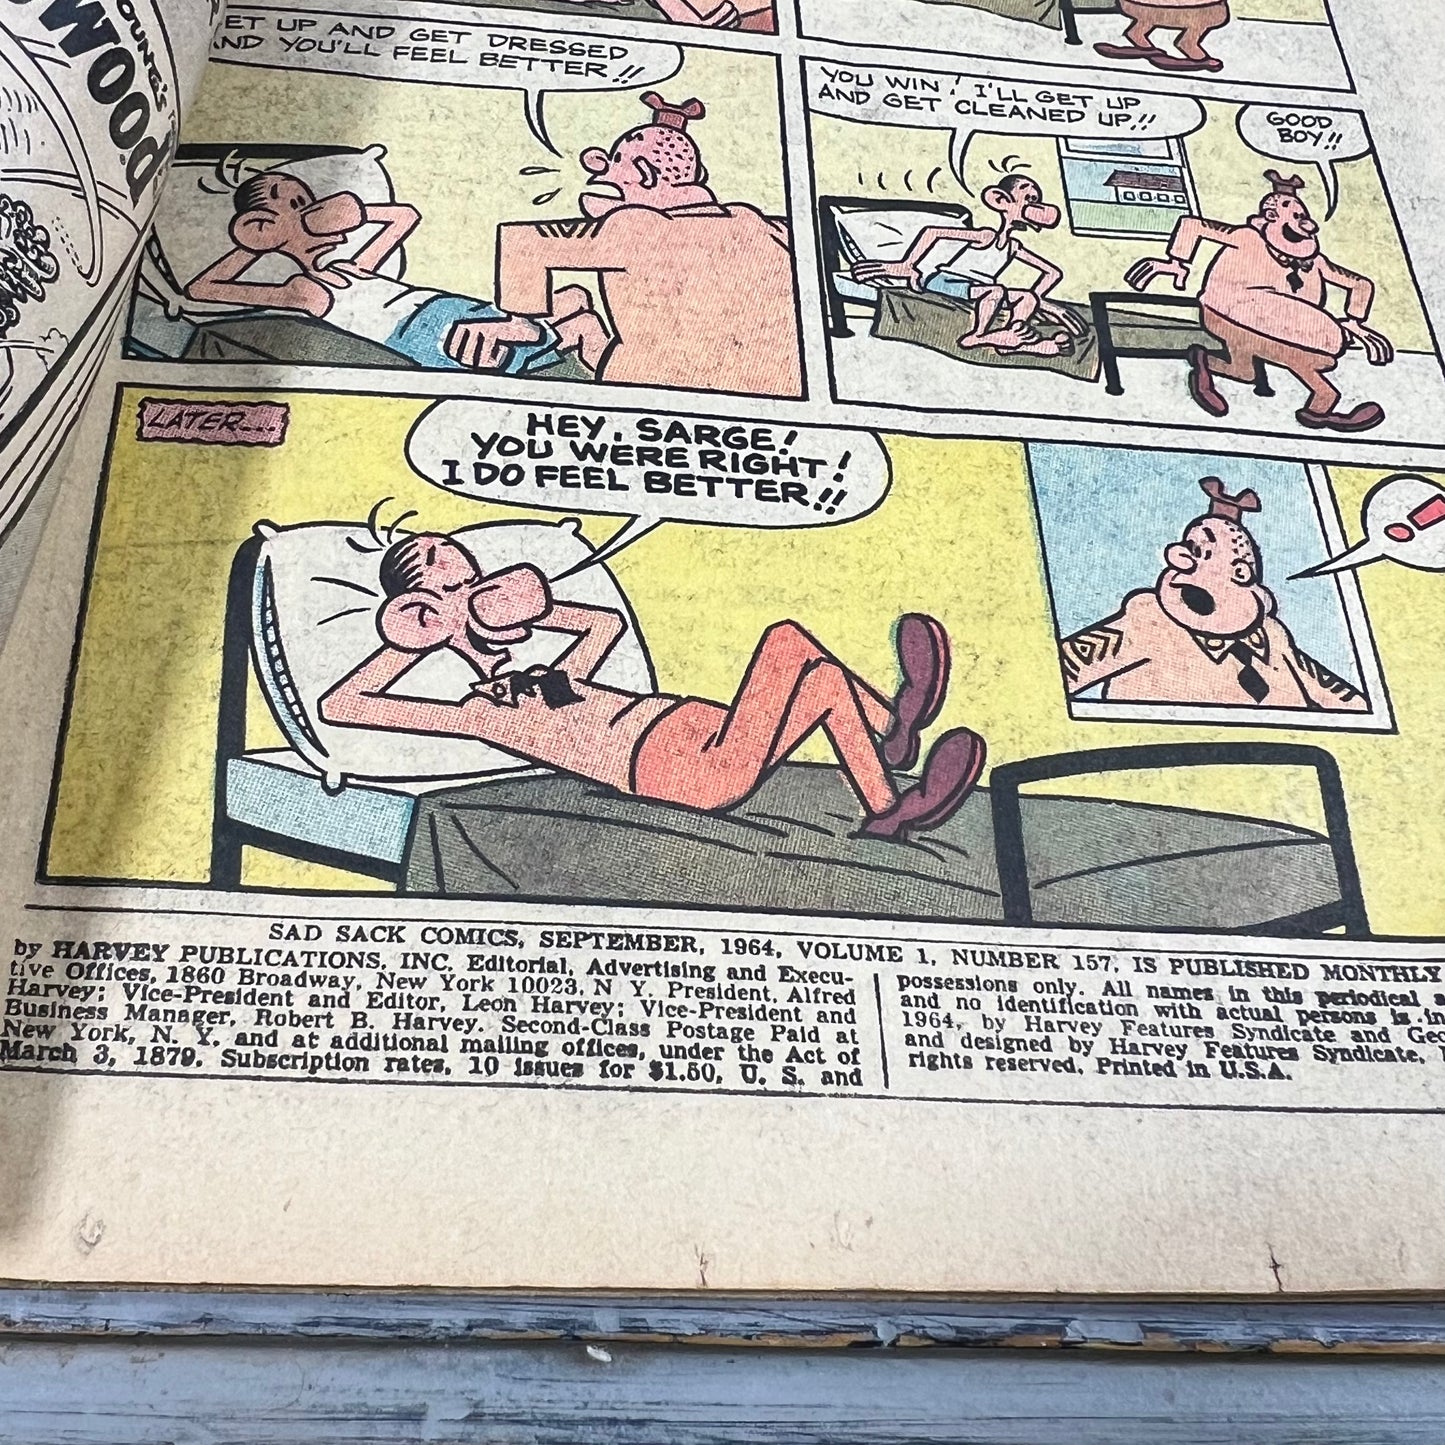 OUNG'S
WOOD
ET UP AND GET DRESSED
AND YOU'LL FEEL BETTER!!
YOU WIN! I'LL GET UP
AND GET CLEANED UP!!
GOOD
BOY!!
LATER...
HEY, SARGE!
YOU WERE RIGHT!
I DO FEEL BETTER!!
!
SAD SACK COMICS, SEPTEMBER, 1964, VOLUME 1, NUMBER 157, IS PUBLISHED MONTHLY
by HARVEY PUBLICATIONS, INC. Editorial, Advertising and Execu-
tive Offices, 1860 Broadway, New York 10023, N. Y. President, Alfred
Harvey; Vice-President and Editor, Leon Harvey; Vice-President and
Business Manager, Robert B. Harvey. Second-Class Postage Paid at
New York, N. Y. and at additional mailing offices, under the Act of
March 3, 1879. Subscription rates, 10 issues for $1.50, U. S. and
possessions only. All names in this periodical a
and no identification with actual persons is in
1964, by Harvey Features Syndicate and Geo
and designed by Harvey Features Syndicate.
rights reserved. Printed in U.S.A.